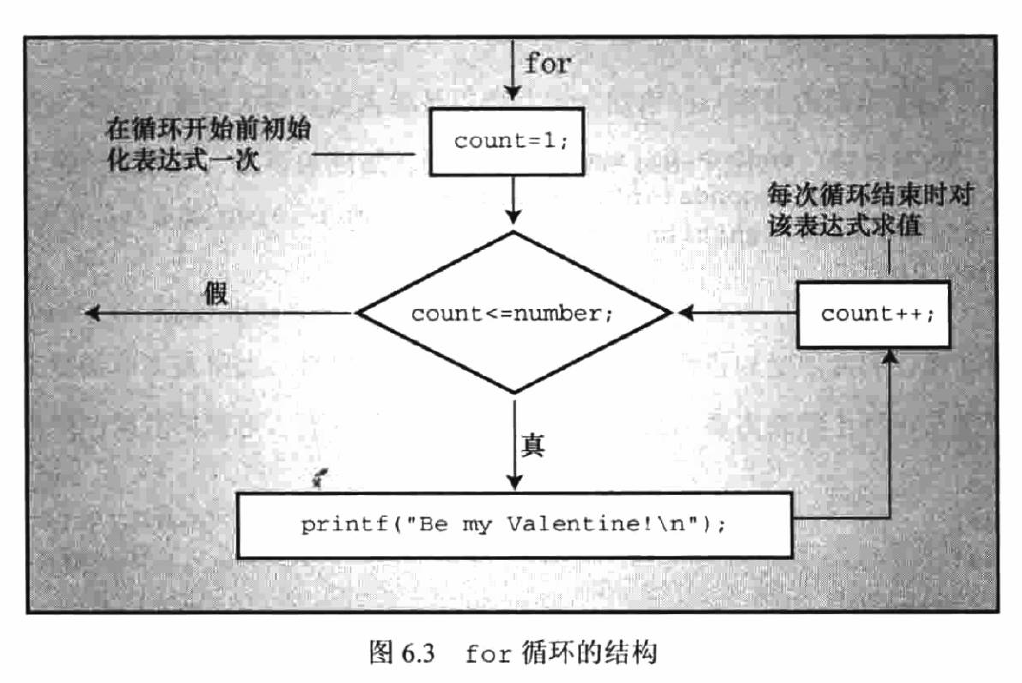 for
count=1;
在循环开始前初始
化表达式一次
每次循环结束时对
该表达式求值
假
count<=number;
count++;
真
printf("Be my Valentine!\n");
图 6.3 for 循环的结构